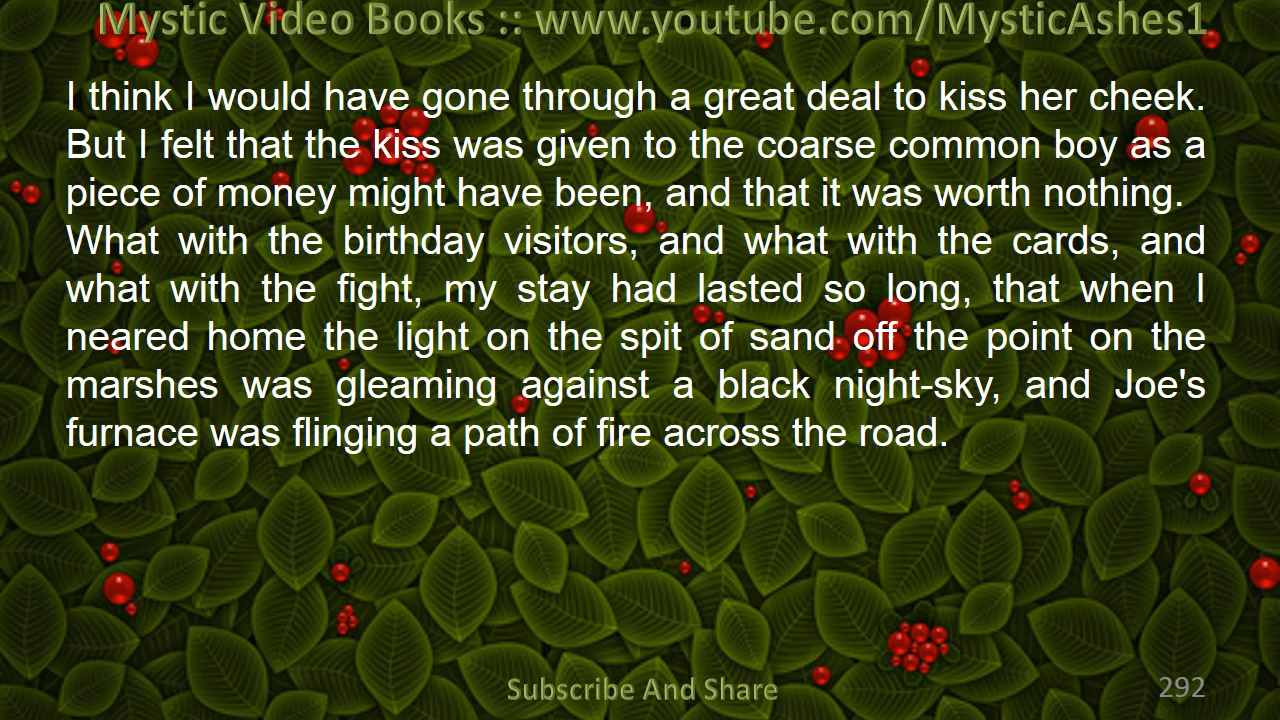 Mystic Video Books :: www.youtube.com/MysticAshes1
I think I would have gone through a great deal to kiss her cheek.
But I felt that the kiss was given to the coarse common boy as a
piece of money might have been, and that it was worth nothing.
What with the birthday visitors, and what with the cards, and
what with the fight, my stay had lasted so long, that when I
neared home the light on the spit of sand off the point on the
marshes was gleaming against a black night-sky, and Joe's
furnace was flinging a path of fire across the road.
Subscribe And Share
292